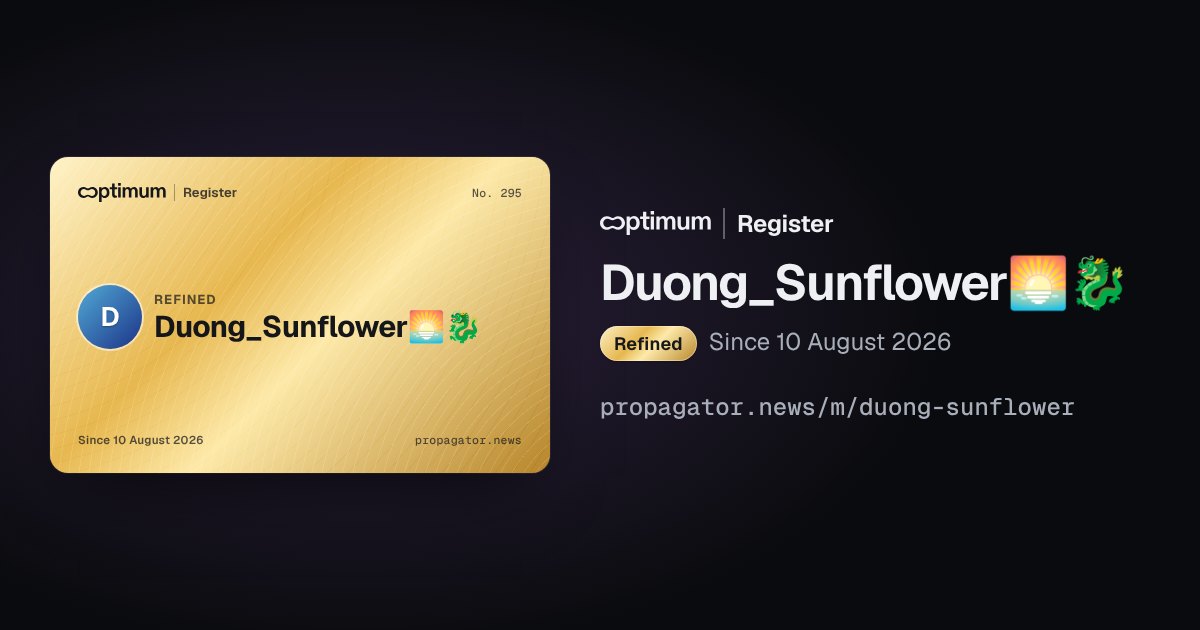 optimum | Register
No. 295
D
REFINED
Duong_Sunflower🌅🐉
Since 10 August 2026
propagator.news
optimum | Register
Duong_Sunflower🌅🐉
Refined
Since 10 August 2026
propagator.news/m/duong-sunflower